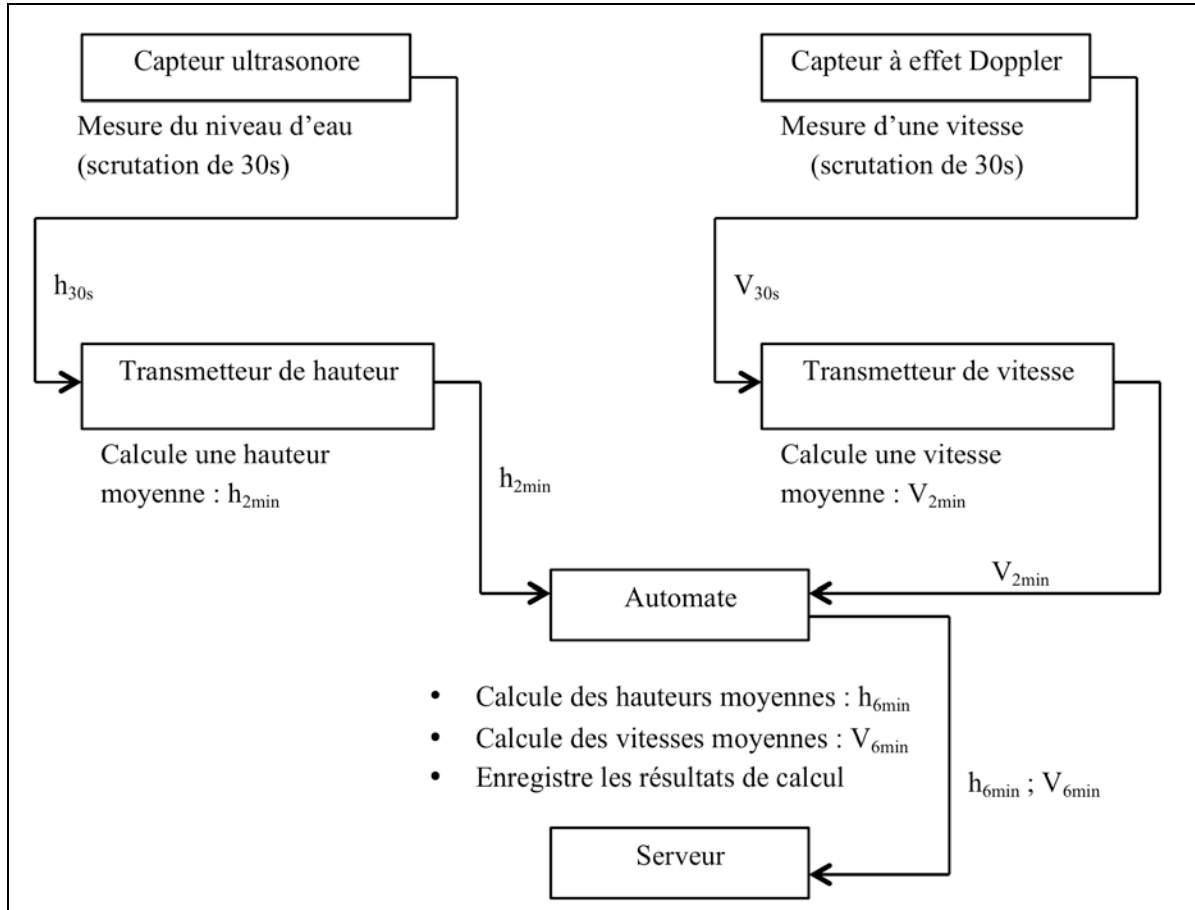 Capteur ultrasonore
Mesure du niveau d'eau
(scrutation de 30s)
Capteur à effet Doppler
Mesure d'une vitesse
(scrutation de 30s)
h30s
V30s
Transmetteur de hauteur
Calcule une hauteur
moyenne : h2min
Transmetteur de vitesse
Calcule une vitesse
moyenne : V2min
h2min
V2min
Automate
• Calcule des hauteurs moyennes : h6min
• Calcule des vitesses moyennes : V6min
• Enregistre les résultats de calcul
h6min ; V6min
Serveur